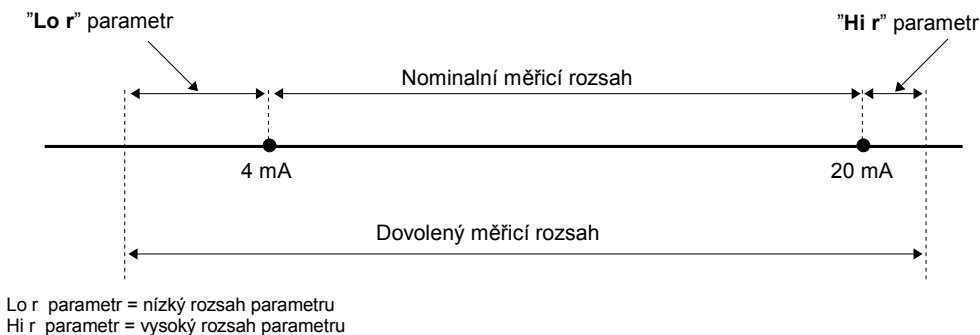 "Lo r" parametr
"Hi r" parametr
Nominalní měřicí rozsah
4 mA
20 mA
Dovolený měřicí rozsah
Lo r parametr = nízký rozsah parametru
Hi r parametr = vysoký rozsah parametru